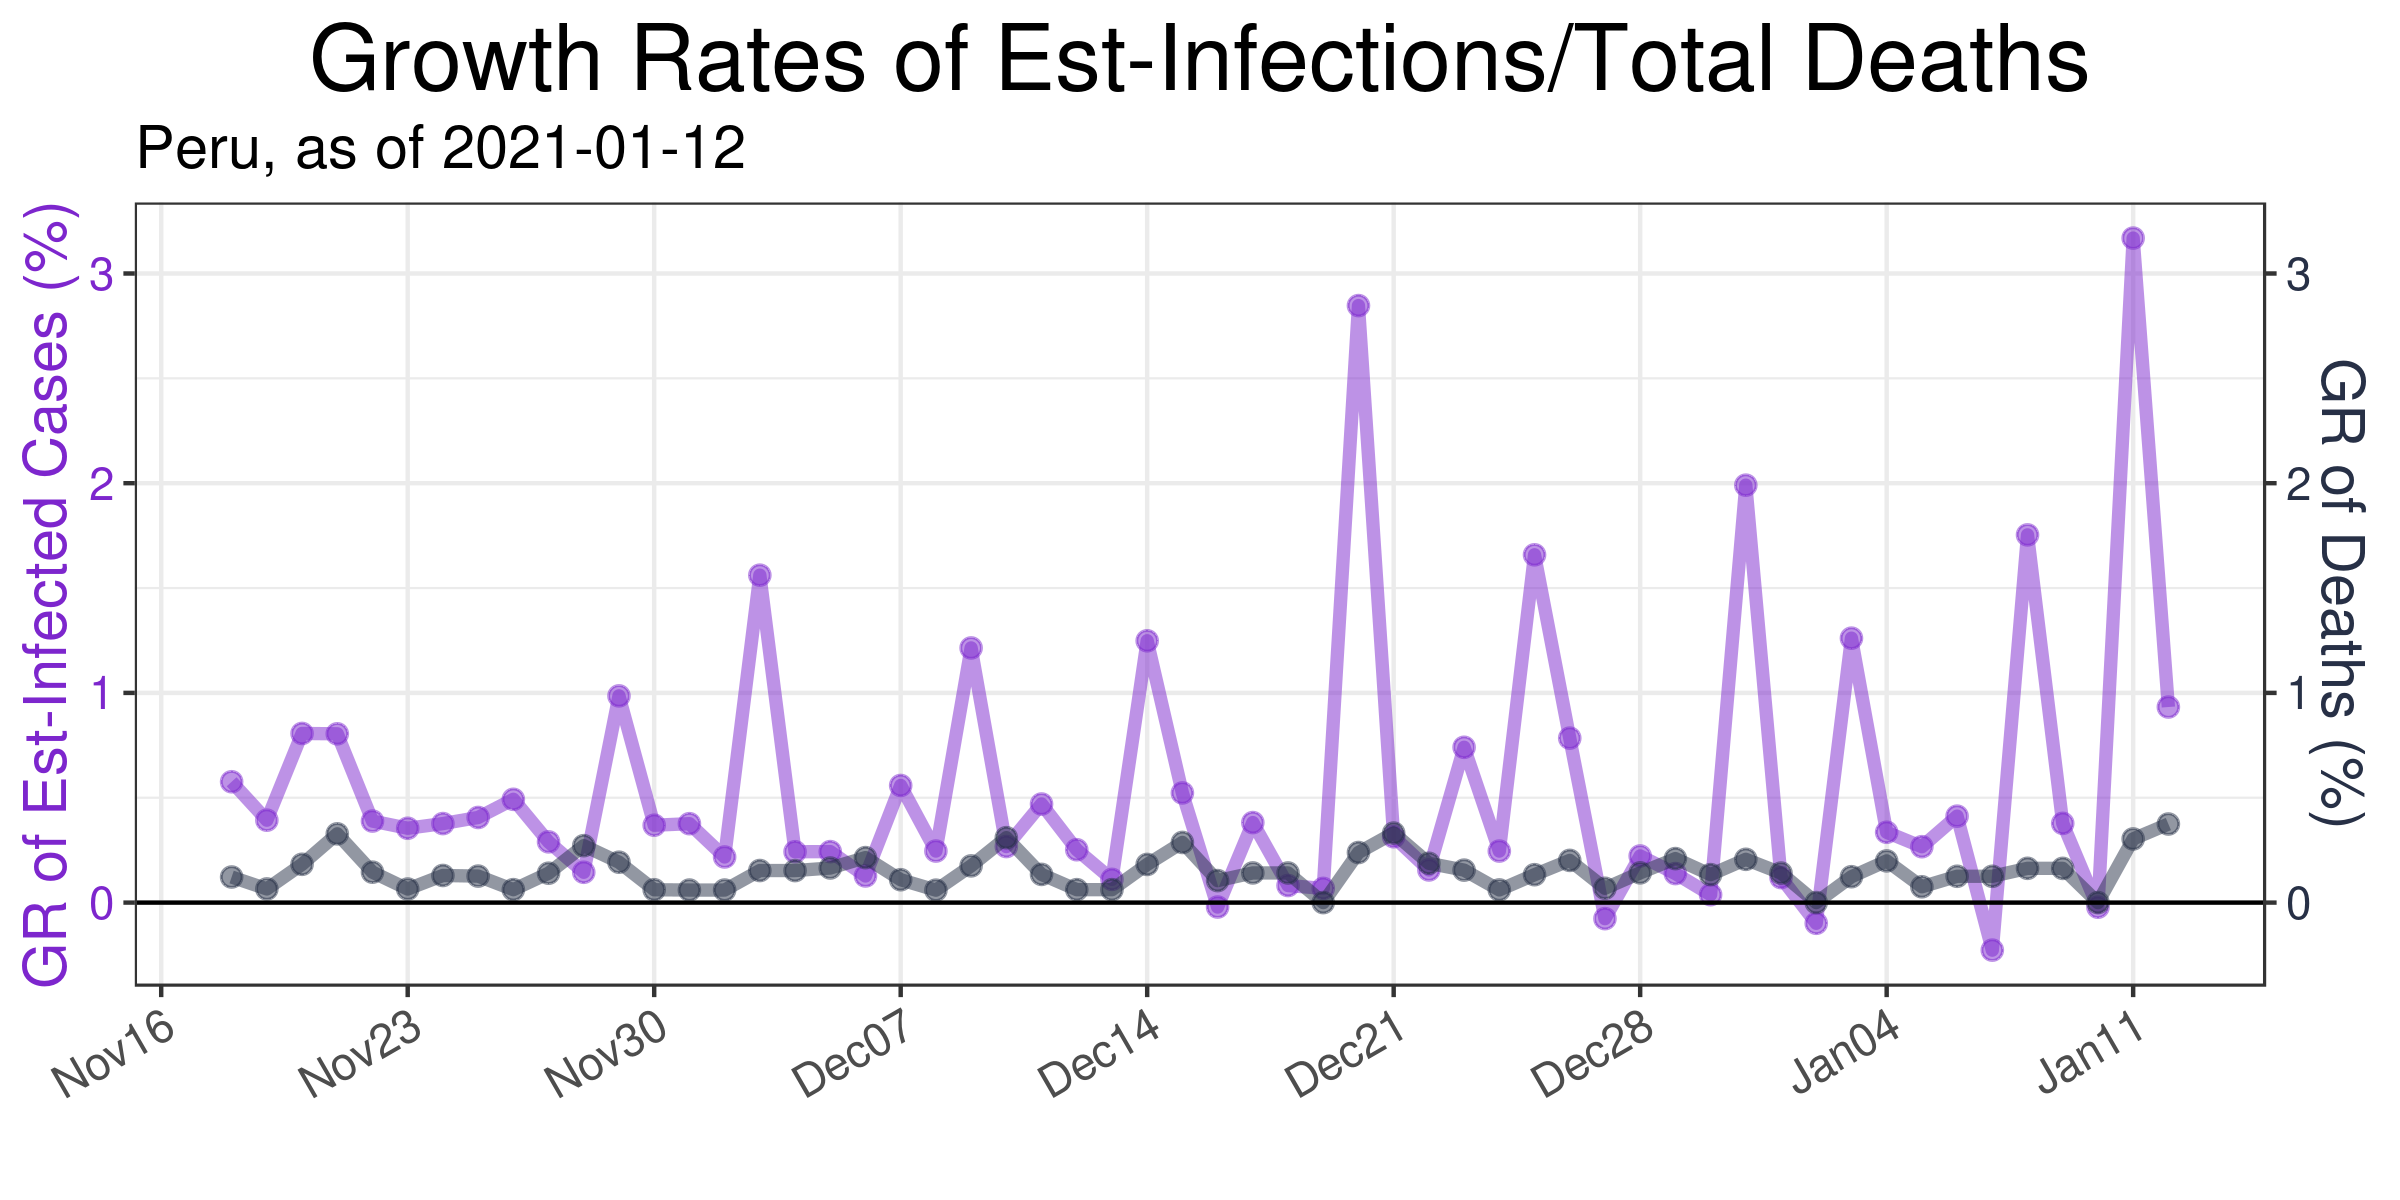 Growth Rates of Est-Infections/Total Deaths
Peru, as of 2021-01-12
GR of Est-Infected Cases (%)
3
2
1
0
3
2
1
0
GR of Deaths (%)
Nov16
Nov23
Nov30
Dec07
Dec14
Dec21
Dec28
Jan04
Jan11